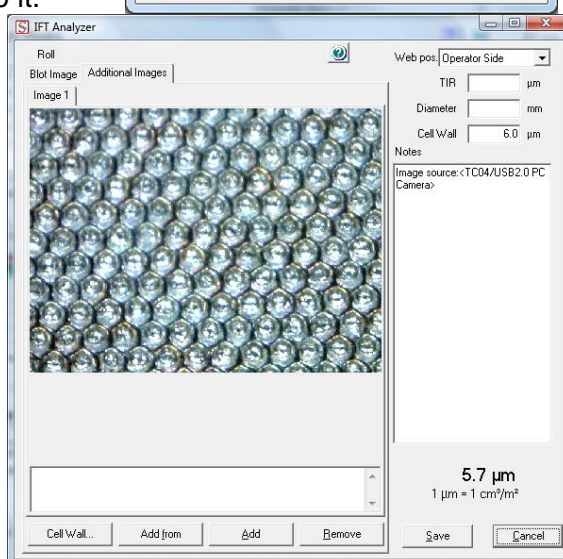 it.
IFT Analyzer
Roll
Web pos. Operator Side
Blot Image Additional Images
TIR µm
Image 1
Diameter mm
Cell Wall 6.0 µm
Notes
Image source:<TC04/USB2.0 PC
Camera>
5.7 µm
1 µm = 1 cm³/m²
Cell Wall... Add from Add Remove Save Cancel